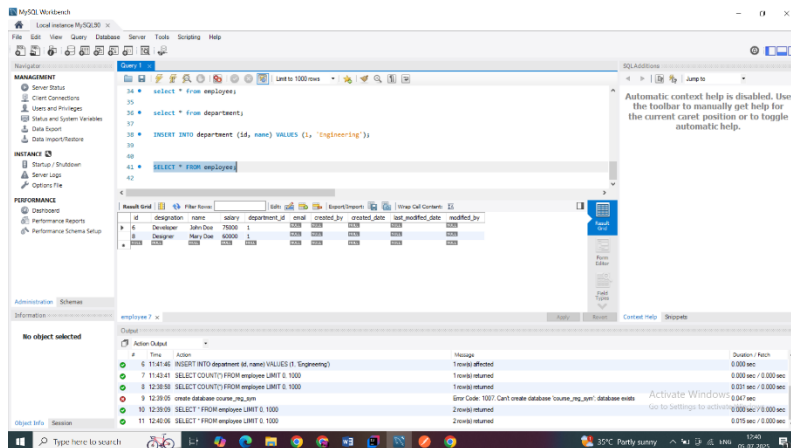 MySQL Workbench
Local instance MySQL90 ×
File Edit View Query Database Server Tools Scripting Help
Navigator
Query 1 ×
SQLAdditions
MANAGEMENT
Server Status
Client Connections
Users and Privileges
Status and System Variables
Data Export
Data Import/Restore
INSTANCE
Startup / Shutdown
Server Logs
Options File
PERFORMANCE
Dashboard
Performance Reports
Performance Schema Setup
Administration Schemas
Information
No object selected
Object Info Session
Limit to 1000 rows
34 select * from employee;
35
36 select * from department;
37
38 INSERT INTO department (id, name) VALUES (1, 'Engineering');
39
40
41 SELECT * FROM employee;
42
Result Grid Filter Rows: Edit: Export/Import: Wrap Cell Content:
id designation name salary department_id email created_by created_date last_modified_date modified_by
6 Developer John Doe 75000 1 NULL NULL NULL NULL NULL
8 Designer Mary Doe 60000 1 NULL NULL NULL NULL NULL
NULL NULL NULL NULL NULL NULL NULL NULL NULL NULL
Result Grid
Form Editor
Field Types
employee 7 ×
Apply Revert
Jump to
Automatic context help is disabled. Use
the toolbar to manually get help for
the current caret position or to toggle
automatic help.
Context Help Snippets
Output
Action Output
# Time Action Message Duration / Fetch
6 11:41:46 INSERT INTO department (id, name) VALUES (1, 'Engineering') 1 row(s) affected 0.000 sec
7 11:43:41 SELECT COUNT(*) FROM employee LIMIT 0, 1000 1 row(s) returned 0.000 sec / 0.000 sec
8 12:38:58 SELECT COUNT(*) FROM employee LIMIT 0, 1000 1 row(s) returned 0.031 sec / 0.000 sec
9 12:39:05 create database course_reg_sym Error Code: 1007. Can't create database 'course_reg_sym'; database exists 0.047 sec
10 12:39:09 SELECT * FROM employee LIMIT 0, 1000 2 row(s) returned 0.000 sec / 0.000 sec
11 12:40:06 SELECT * FROM employee LIMIT 0, 1000 2 row(s) returned 0.015 sec / 0.000 sec
Activate Windows
Go to Settings to activate
Type here to search
35°C Partly sunny
ENG
12:40
05-07-2025